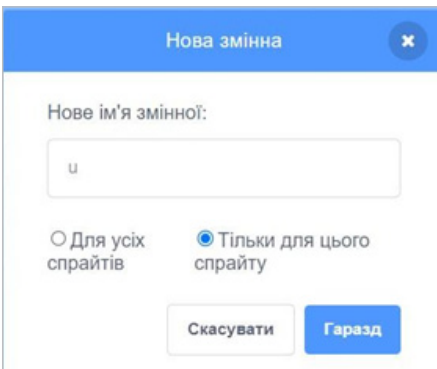 Нова змінна
Нове ім'я змінної:
u
Для усіх Тільки для цього
спрайтів спрайту
Скасувати Гаразд